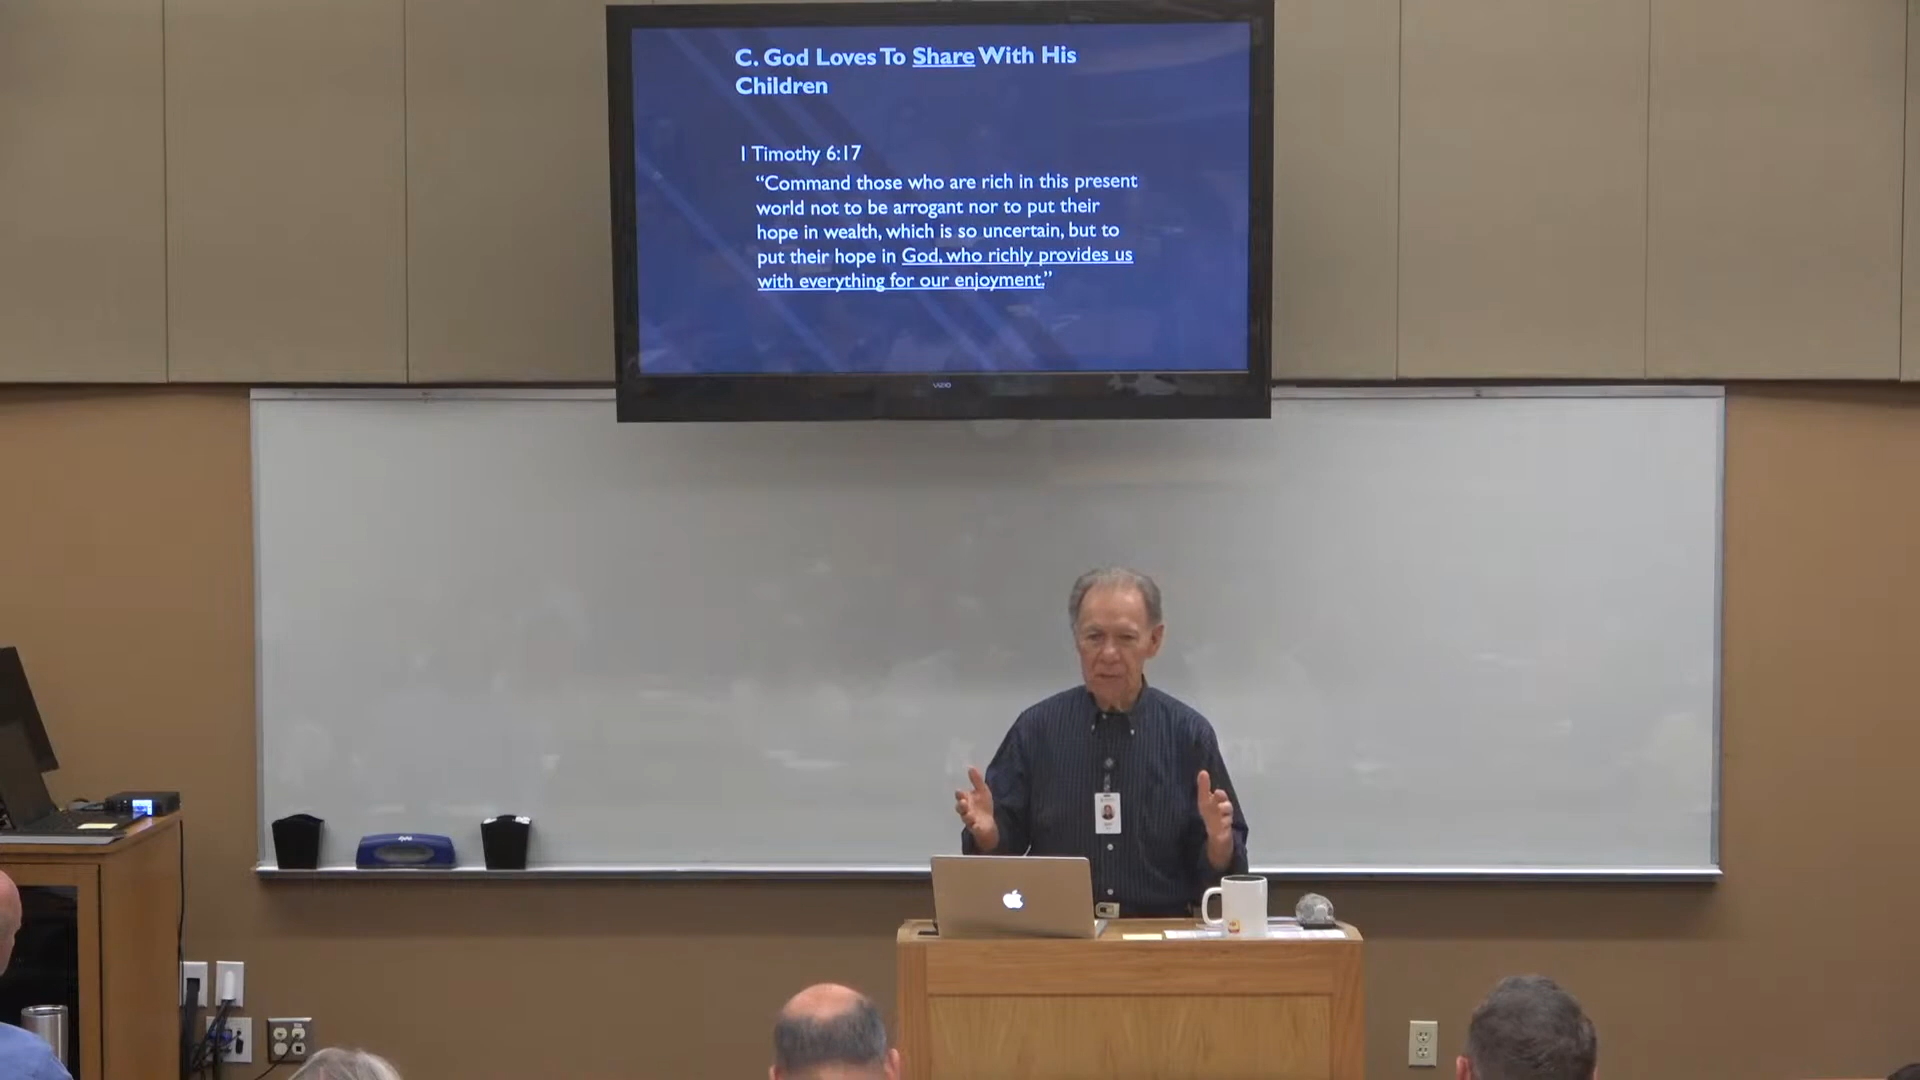 C. God Loves To Share With His
Children
1 Timothy 6:17
“Command those who are rich in this present
world not to be arrogant nor to put their
hope in wealth, which is so uncertain, but to
put their hope in God, who richly provides us
with everything for our enjoyment.”
VIZIO